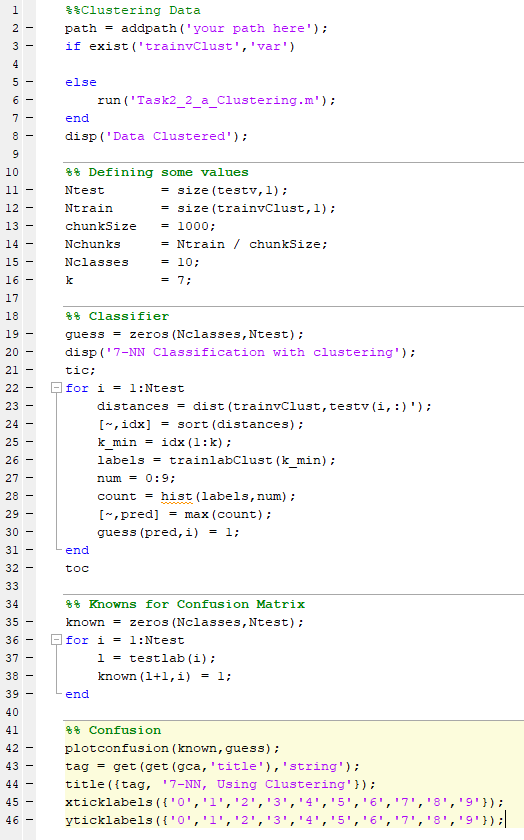 1 %%Clustering Data
2 – path = addpath('your path here');
3 – if exist('trainvClust','var')
4
5 – else
6 – run('Task2_2_a_Clustering.m');
7 – end
8 – disp('Data Clustered');
9
10 %% Defining some values
11 – Ntest = size(testv,1);
12 – Ntrain = size(trainvClust,1);
13 – chunkSize = 1000;
14 – Nchunks = Ntrain / chunkSize;
15 – Nclasses = 10;
16 – k = 7;
17
18 %% Classifier
19 – guess = zeros(Nclasses,Ntest);
20 – disp('7-NN Classification with clustering');
21 – tic;
22 – for i = 1:Ntest
23 – distances = dist(trainvClust,testv(i,:)');
24 – [~,idx] = sort(distances);
25 – k_min = idx(1:k);
26 – labels = trainlabClust(k_min);
27 – num = 0:9;
28 – count = hist(labels,num);
29 – [~,pred] = max(count);
30 – guess(pred,i) = 1;
31 – end
32 – toc
33
34 %% Knowns for Confusion Matrix
35 – known = zeros(Nclasses,Ntest);
36 – for i = 1:Ntest
37 – l = testlab(i);
38 – known(l+1,i) = 1;
39 – end
40
41 %% Confusion
42 – plotconfusion(known,guess);
43 – tag = get(get(gca,'title'),'string');
44 – title({tag, '7-NN, Using Clustering'});
45 – xticklabels({'0','1','2','3','4','5','6','7','8','9'});
46 – yticklabels({'0','1','2','3','4','5','6','7','8','9'});